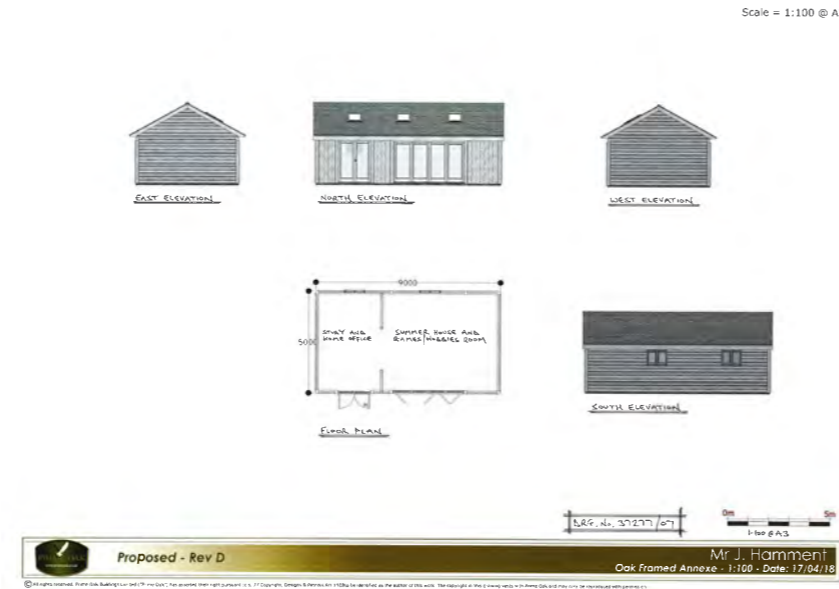 Scale = 1:100 @ A
EAST ELEVATION
NORTH ELEVATION
WEST ELEVATION
9000
5000
STUDY AND
HOME OFFICE
SUMMER HOUSE AND
GAMES/HOBBIES ROOM
SOUTH ELEVATION
FLOOR PLAN
DRG. No. 37277/07
0m 5m
1:100 @ A3
Proposed - Rev D
Mr J. Hamment
Oak Framed Annexe - 1:100 - Date: 17/04/18